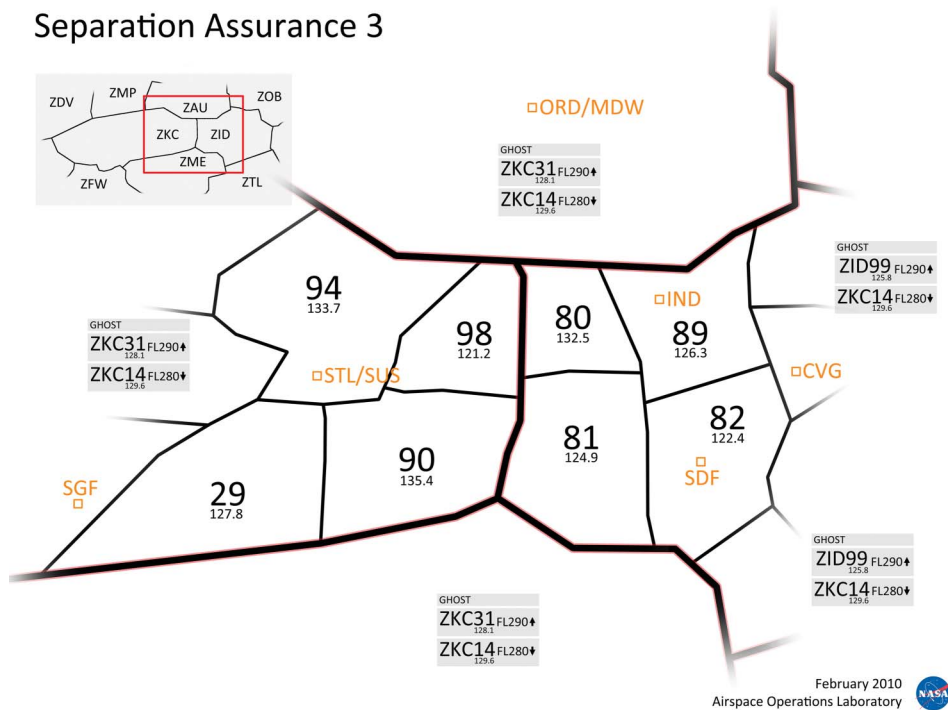 Separation Assurance 3
ZDV
ZMP
ZAU
ZOB
ZKC
ZID
ZME
ZFW
ZTL
ORD/MDW
GHOST
ZKC31 FL290
128.1
ZKC14 FL280
129.6
GHOST
ZID99 FL290
125.8
ZKC14 FL280
129.6
94
133.7
98
121.2
80
132.5
IND
89
126.3
GHOST
ZKC31 FL290
128.1
ZKC14 FL280
129.6
STL/SUS
CVG
29
127.8
90
135.4
81
124.9
82
122.4
SDF
SGF
GHOST
ZID99 FL290
125.8
ZKC14 FL280
129.6
GHOST
ZKC31 FL290
128.1
ZKC14 FL280
129.6
February 2010
Airspace Operations Laboratory
NASA